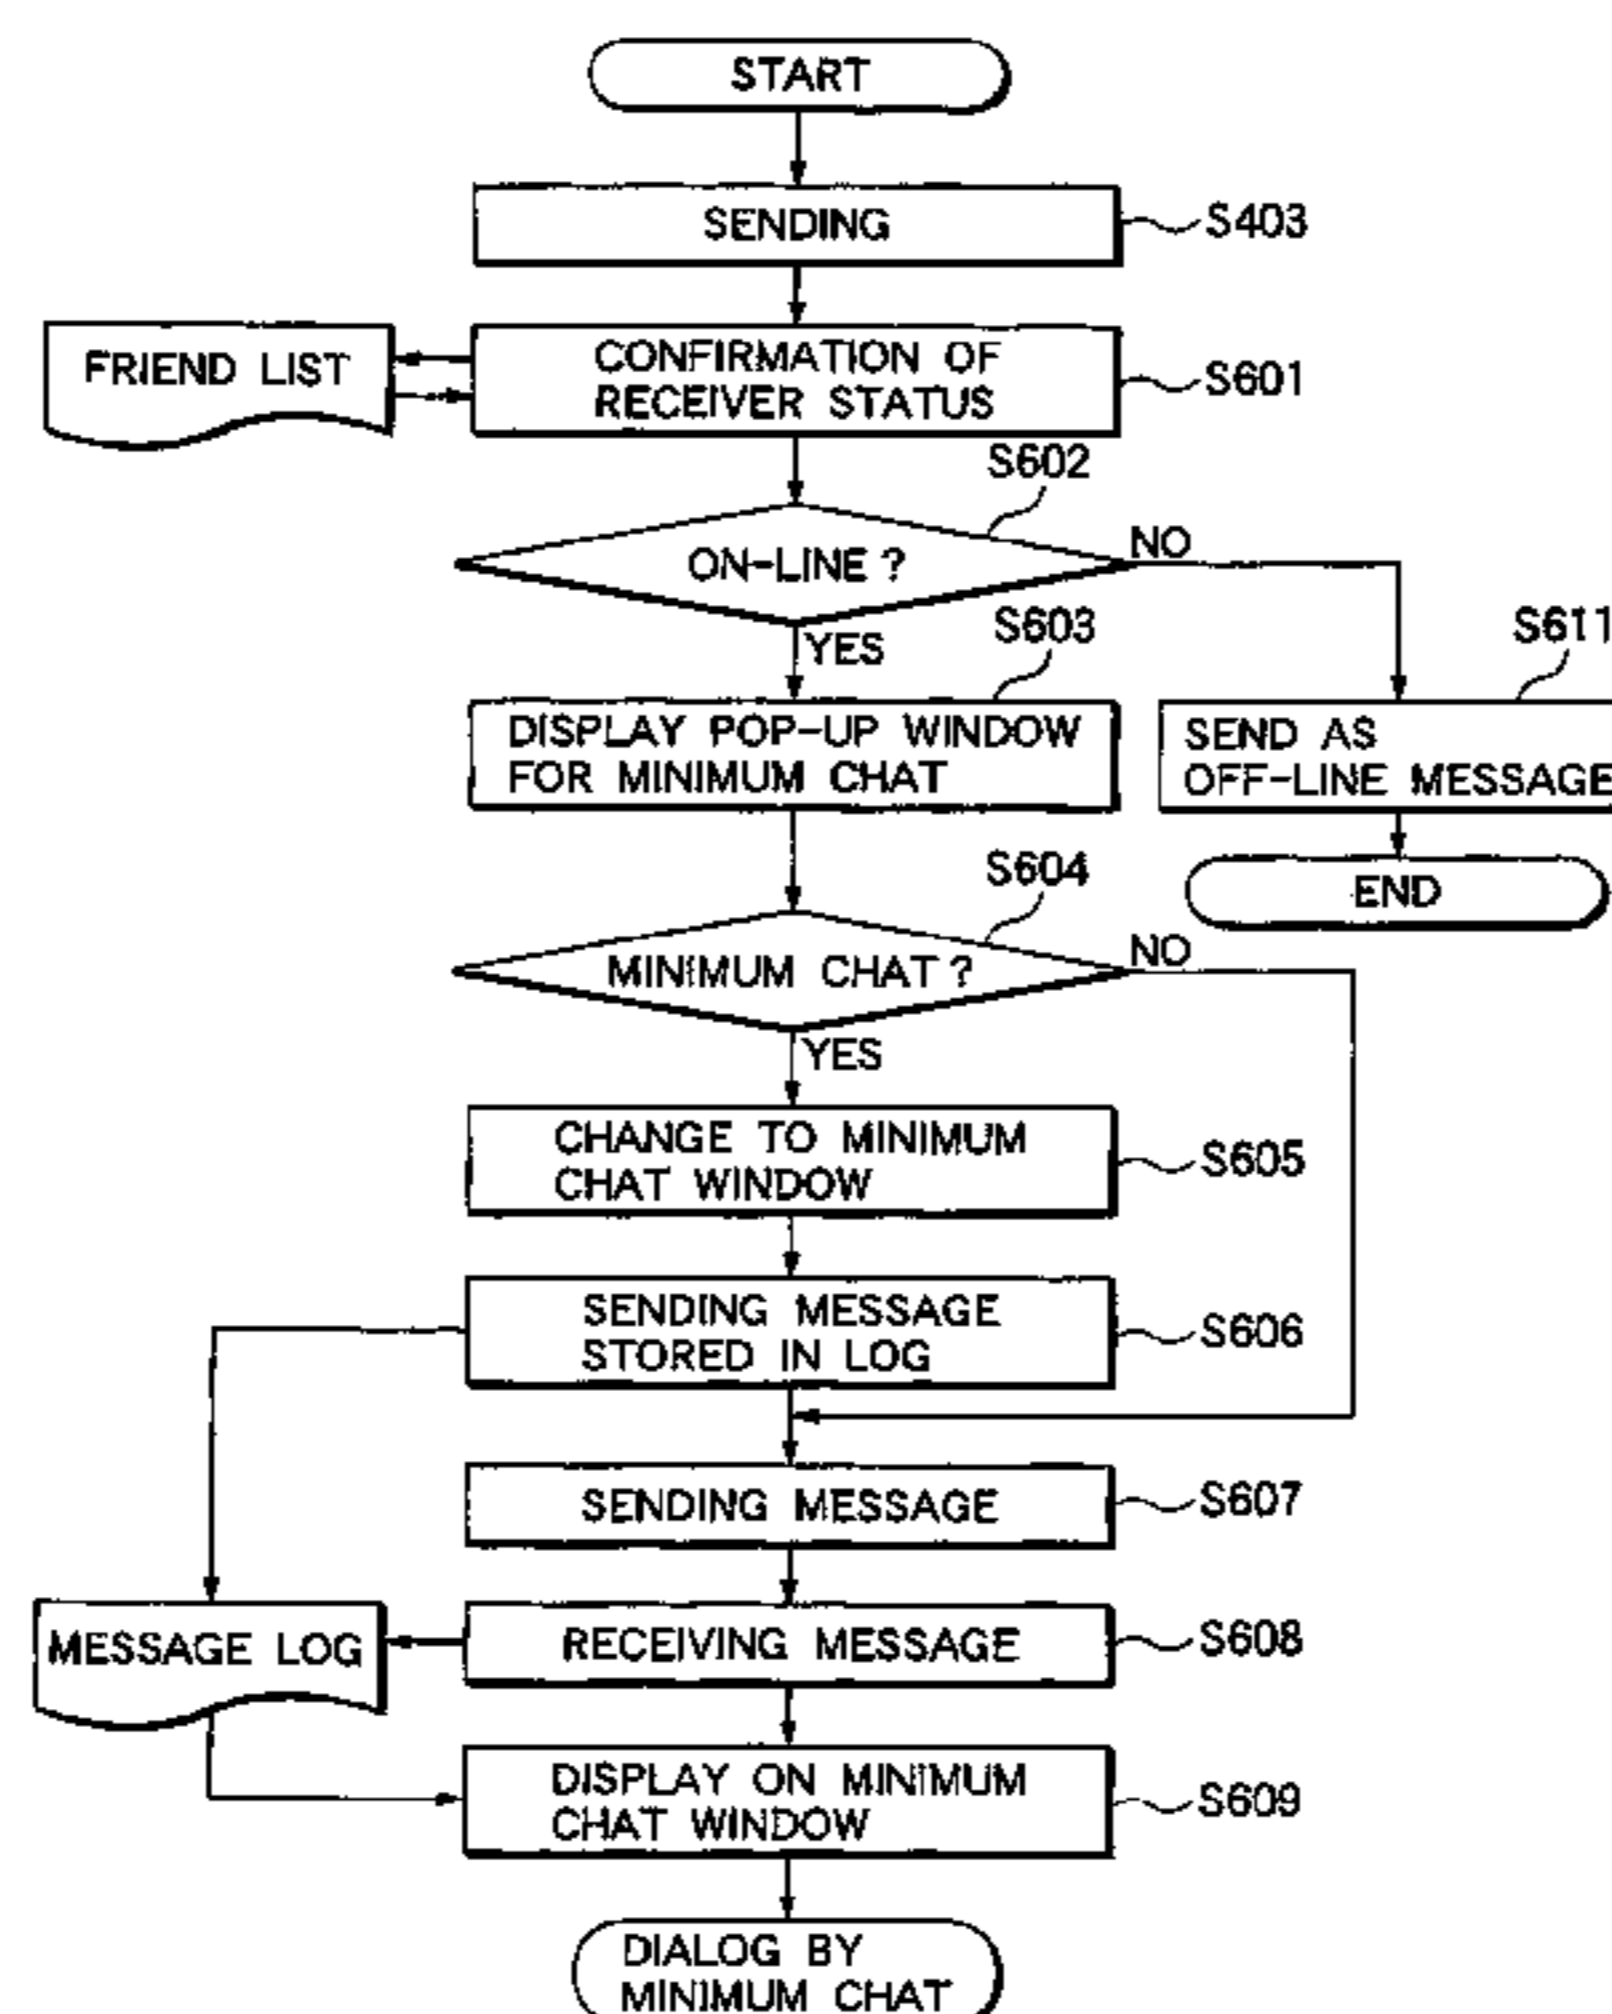 START
SENDING
S403
FRIEND LIST
CONFIRMATION OF
RECEIVER STATUS
S601
S602
ON-LINE?
NO
YES
S603
S611
DISPLAY POP-UP WINDOW
FOR MINIMUM CHAT
SEND AS
OFF-LINE MESSAGE
END
S604
MINIMUM CHAT?
NO
YES
CHANGE TO MINIMUM
CHAT WINDOW
S605
SENDING MESSAGE
STORED IN LOG
S606
SENDING MESSAGE
S607
MESSAGE LOG
RECEIVING MESSAGE
S608
DISPLAY ON MINIMUM
CHAT WINDOW
S609
DIALOG BY
MINIMUM CHAT